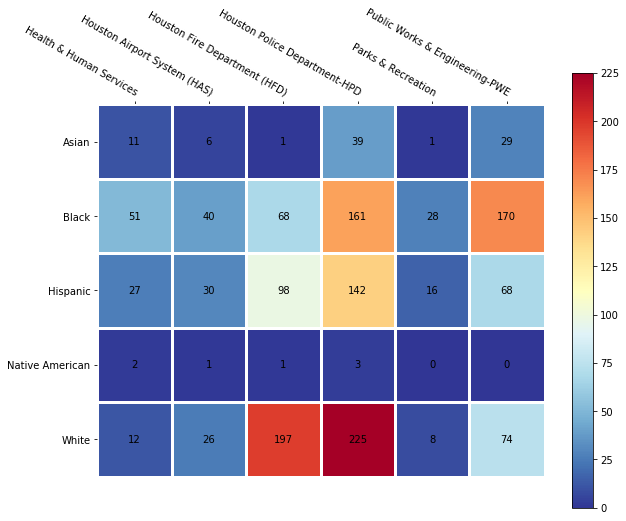 Health & Human Services
Houston Airport System (HAS)
Houston Fire Department (HFD)
Houston Police Department-HPD
Parks & Recreation
Public Works & Engineering-PWE
Asian 11 6 1 39 1 29
Black 51 40 68 161 28 170
Hispanic 27 30 98 142 16 68
Native American 2 1 1 3 0 0
White 12 26 197 225 8 74
225
200
175
150
125
100
75
50
25
0